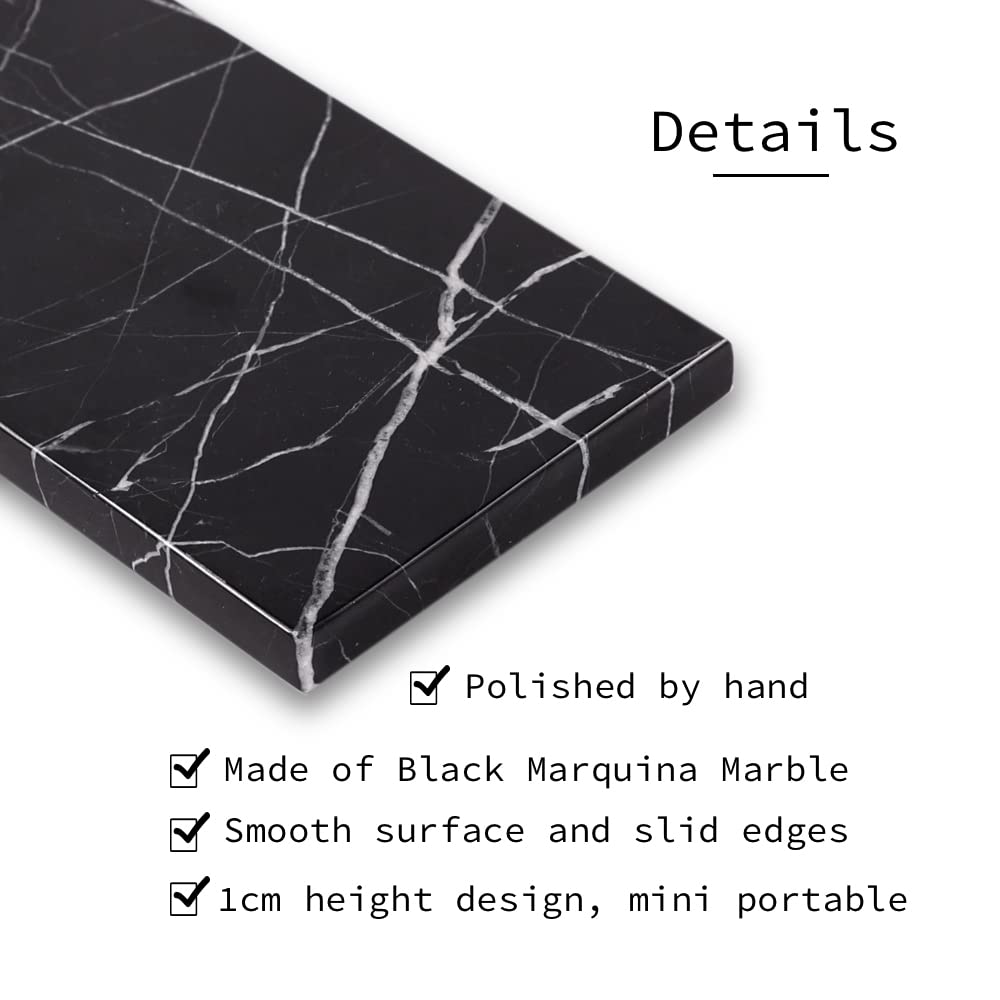 Details
Polished by hand
Made of Black Marquina Marble
Smooth surface and slid edges
1cm height design, mini portable